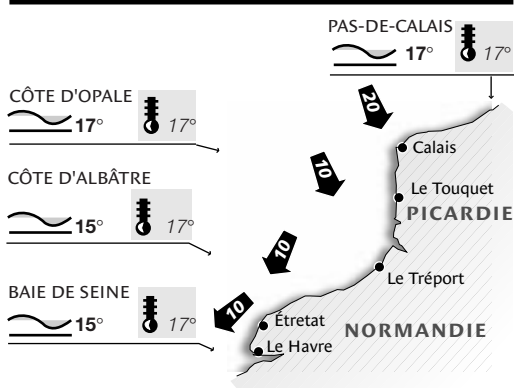 PAS-DE-CALAIS
17° 17°
20
CÔTE D'OPALE
17° 17°
Calais
10
CÔTE D'ALBÂTRE
Le Touquet
PICARDIE
15° 17°
10
Le Tréport
BAIE DE SEINE
10
15° 17°
Étretat
NORMANDIE
Le Havre